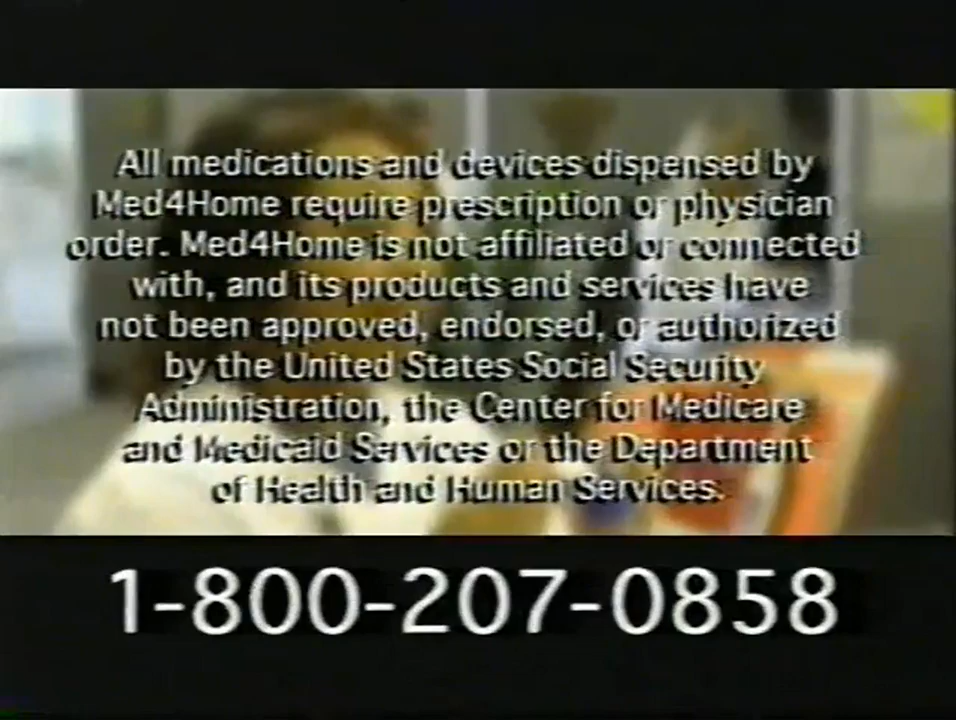 All medications and devices dispensed by
Med4Home require prescription or physician
order. Med4Home is not affiliated or connected
with, and its products and services have
not been approved, endorsed, or authorized
by the United States Social Security
Administration, the Center for Medicare
and Medicaid Services or the Department
of Health and Human Services.
1-800-207-0858